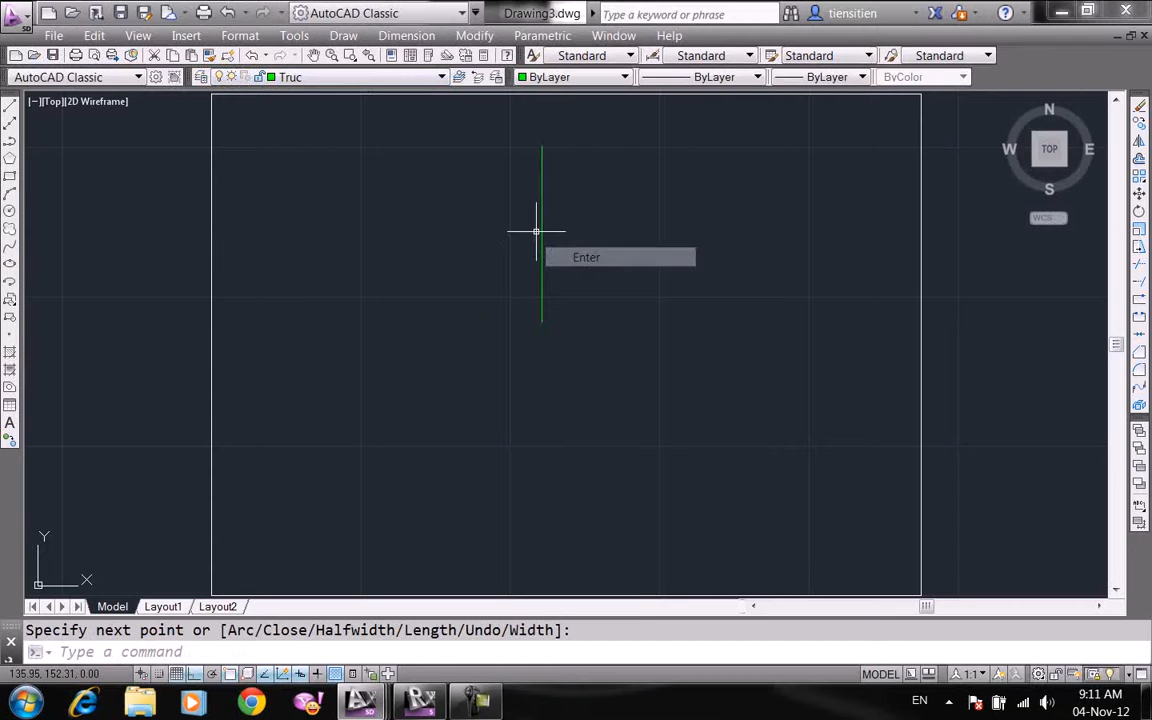 AutoCAD Classic
Drawing3.dwg
Type a keyword or phrase
tiensitien
SD
File Edit View Insert Format Tools Draw Dimension Modify Parametric Window Help
Standard Standard Standard Standard
AutoCAD Classic Truc ByLayer ByLayer ByLayer ByColor
[−][Top][2D Wireframe]
N
W TOP E
S
WCS
Enter
Y
X
Model Layout1 Layout2
Specify next point or [Arc/Close/Halfwidth/Length/Undo/Width]:
Type a command
135.95, 152.31, 0.00 MODEL 1:1
EN 9:11 AM
04-Nov-12